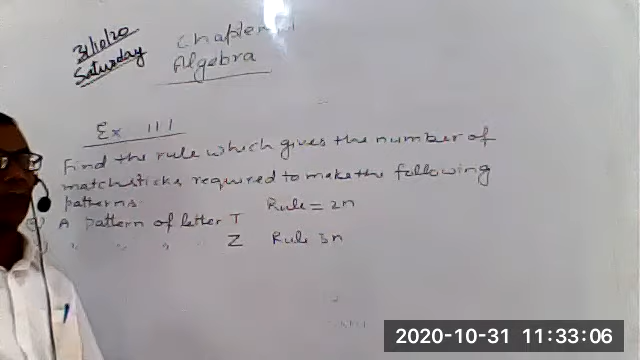 31/10/20
Saturday
Chapter
Algebra
Ex 11.1
Find the rule which gives the number of
matchsticks required to make the following
patterns.
A pattern of letter T Rule = 2n
" " " " Z Rule 3n
2020-10-31 11:33:06